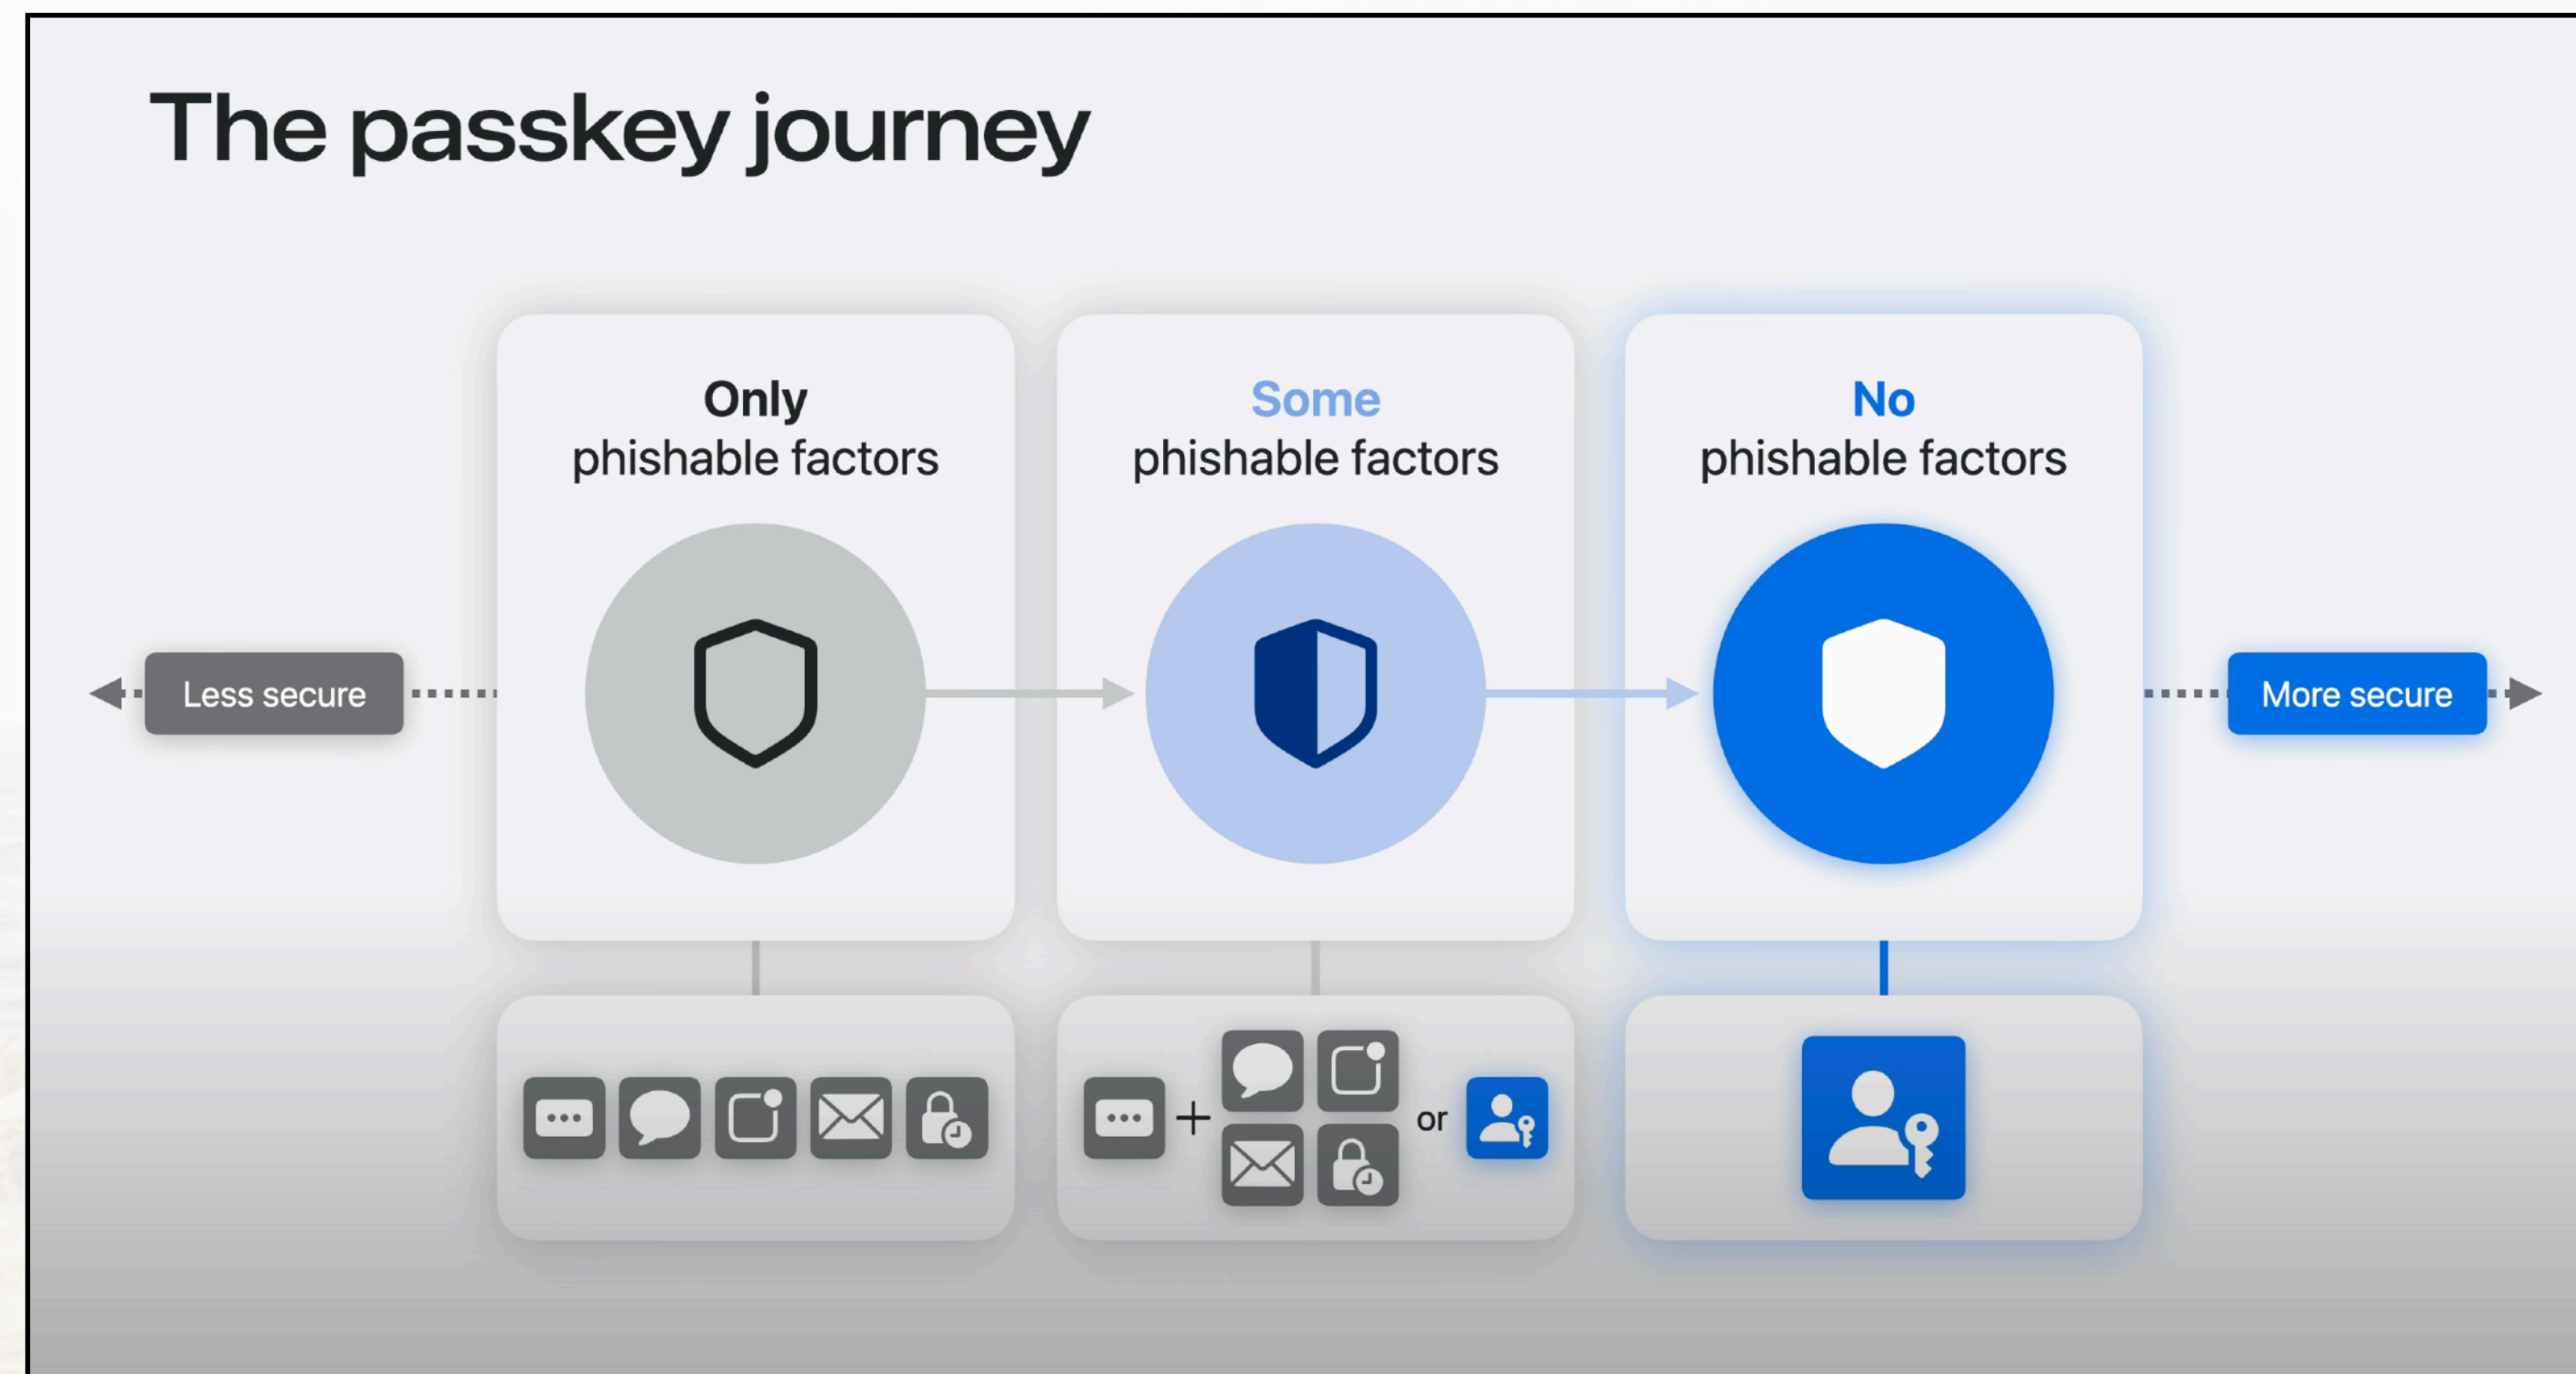 The passkey journey
Only
phishable factors
Some
phishable factors
No
phishable factors
Less secure
More secure
+
or